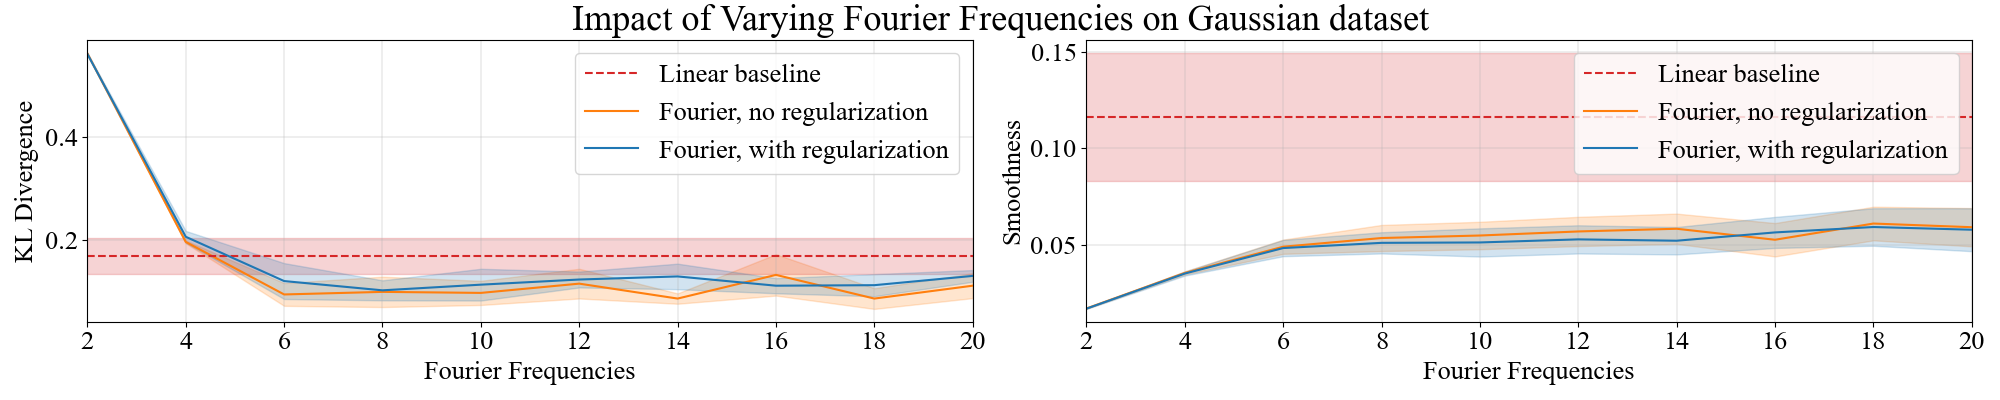 Impact of Varying Fourier Frequencies on Gaussian dataset
KL Divergence
0.4
0.2
Linear baseline
Fourier, no regularization
Fourier, with regularization
2 4 6 8 10 12 14 16 18 20
Fourier Frequencies
Smoothness
0.15
0.10
0.05
Linear baseline
Fourier, no regularization
Fourier, with regularization
2 4 6 8 10 12 14 16 18 20
Fourier Frequencies